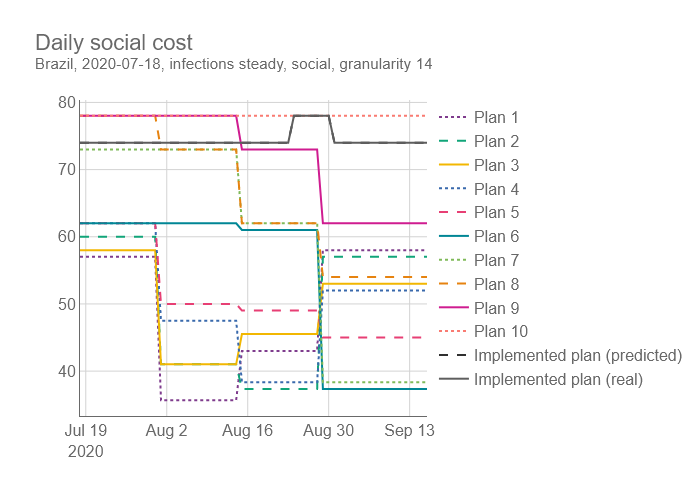 Daily social cost
Brazil, 2020-07-18, infections steady, social, granularity 14
80
70
60
50
40
Jul 19
2020
Aug 2
Aug 16
Aug 30
Sep 13
Plan 1
Plan 2
Plan 3
Plan 4
Plan 5
Plan 6
Plan 7
Plan 8
Plan 9
Plan 10
Implemented plan (predicted)
Implemented plan (real)